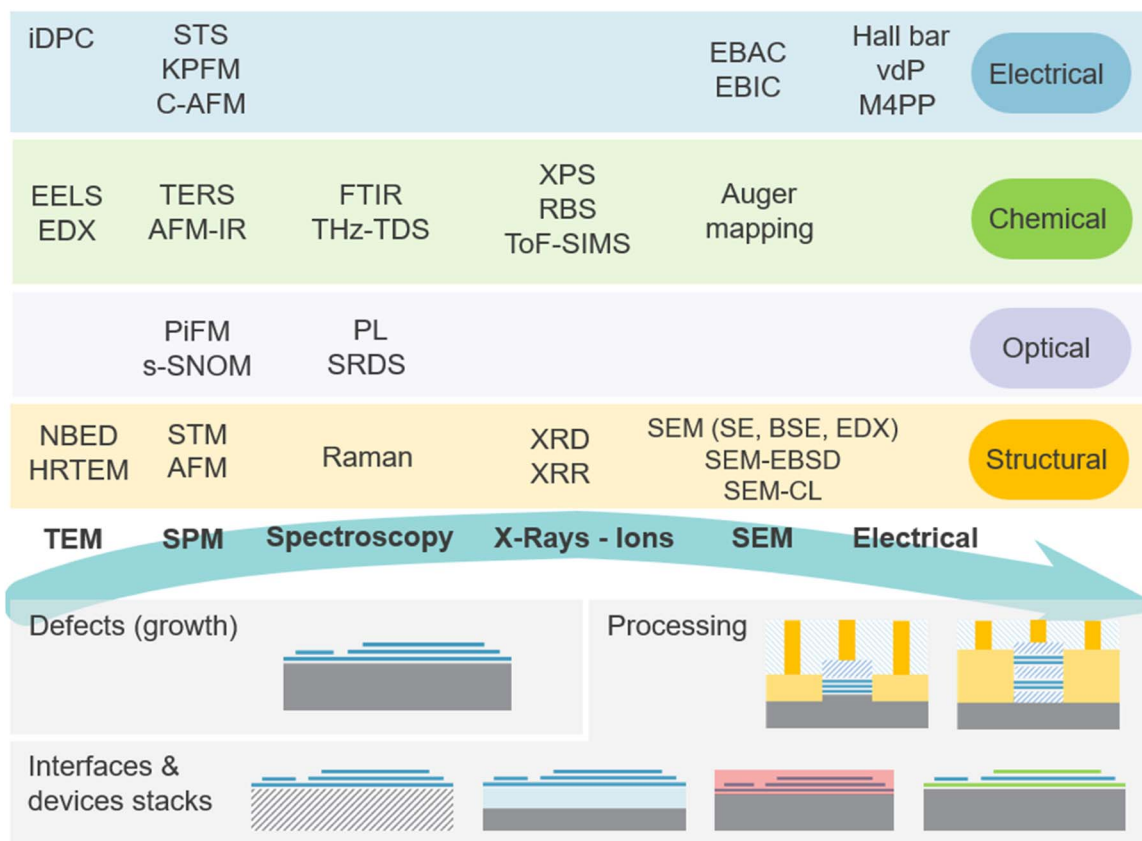 iDPC
STS
KPFM
C-AFM
EBAC
EBIC
Hall bar
vdP
M4PP
Electrical
EELS
EDX
TERS
AFM-IR
FTIR
THz-TDS
XPS
RBS
ToF-SIMS
Auger
mapping
Chemical
PiFM
s-SNOM
PL
SRDS
Optical
NBED
HRTEM
STM
AFM
Raman
XRD
XRR
SEM (SE, BSE, EDX)
SEM-EBSD
SEM-CL
Structural
TEM
SPM
Spectroscopy
X-Rays - Ions
SEM
Electrical
Defects (growth)
Processing
Interfaces &
devices stacks